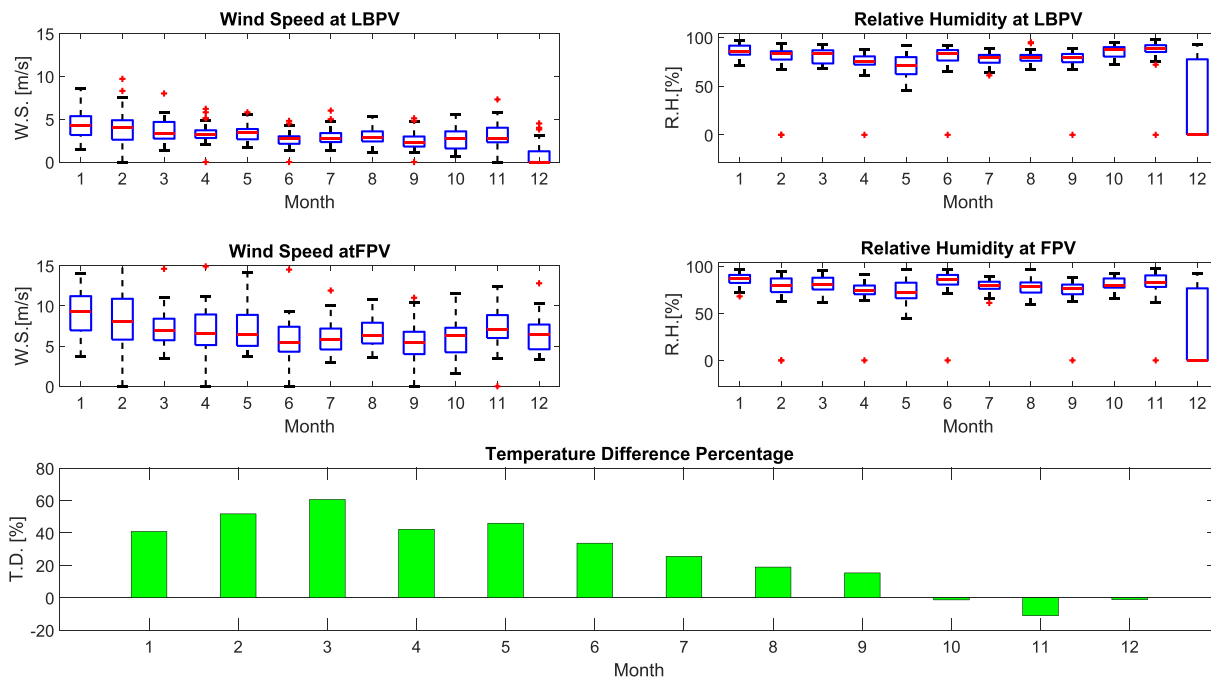 Wind Speed at LBPV
15
10
5
0
W.S. [m/s]
1 2 3 4 5 6 7 8 9 10 11 12
Month
Relative Humidity at LBPV
100
50
0
R.H.[%]
1 2 3 4 5 6 7 8 9 10 11 12
Month
Wind Speed atFPV
15
10
5
0
W.S.[m/s]
1 2 3 4 5 6 7 8 9 10 11 12
Month
Relative Humidity at FPV
100
50
0
R.H.[%]
1 2 3 4 5 6 7 8 9 10 11 12
Month
Temperature Difference Percentage
80
60
40
20
0
-20
T.D. [%]
1 2 3 4 5 6 7 8 9 10 11 12
Month